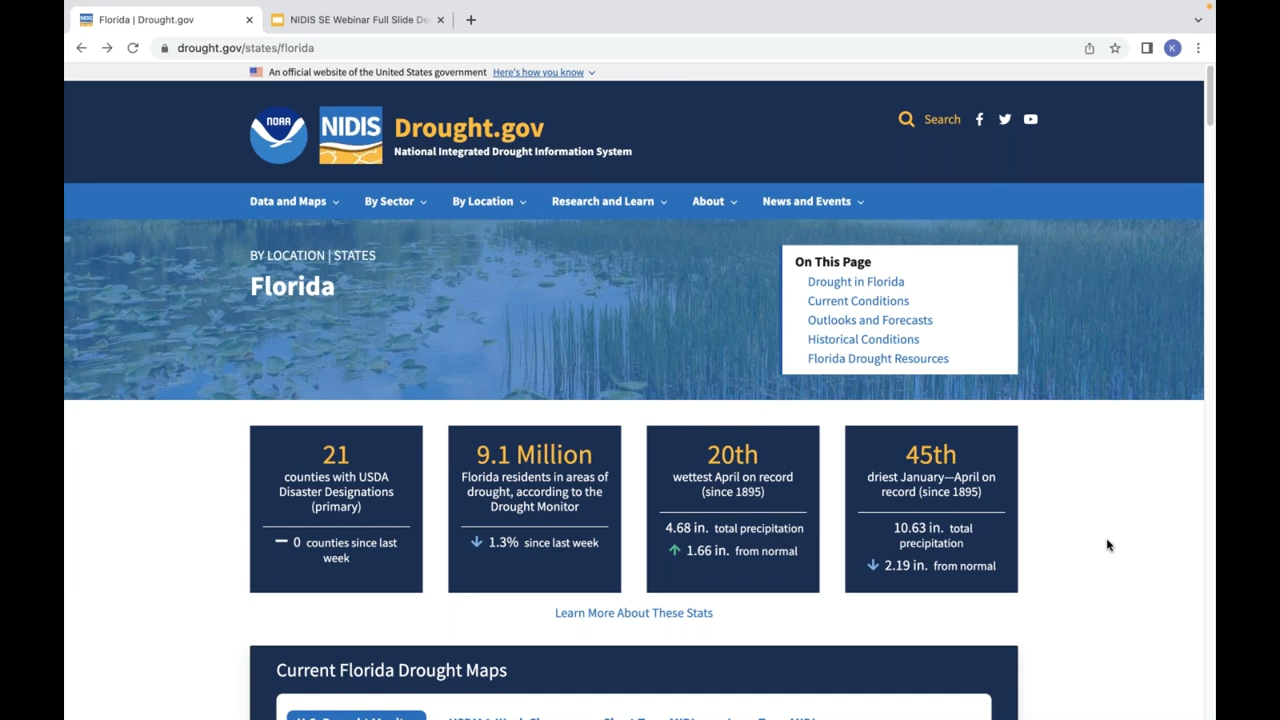 Florida | Drought.gov
NIDIS SE Webinar Full Slide De
drought.gov/states/florida
K
An official website of the United States government Here's how you know
NOAA
NIDIS
Drought.gov
National Integrated Drought Information System
Search
Data and Maps By Sector By Location Research and Learn About News and Events
BY LOCATION | STATES
Florida
On This Page
Drought in Florida
Current Conditions
Outlooks and Forecasts
Historical Conditions
Florida Drought Resources
21
counties with USDA
Disaster Designations
(primary)
0 counties since last
week
9.1 Million
Florida residents in areas of
drought, according to the
Drought Monitor
1.3% since last week
20th
wettest April on record
(since 1895)
4.68 in. total precipitation
1.66 in. from normal
45th
driest January—April on
record (since 1895)
10.63 in. total
precipitation
2.19 in. from normal
Learn More About These Stats
Current Florida Drought Maps